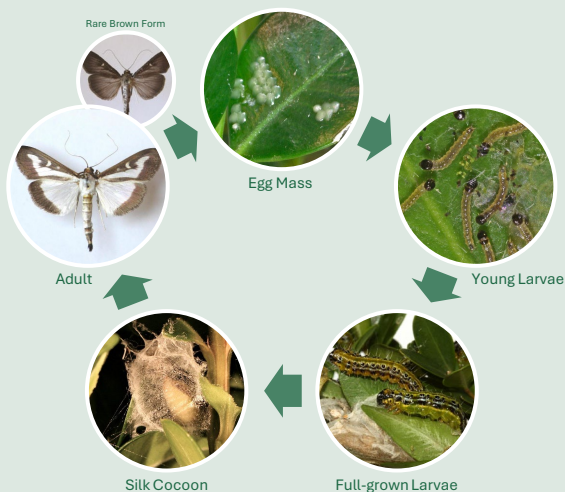 Rare Brown Form
Egg Mass
Adult
Young Larvae
Silk Cocoon
Full-grown Larvae